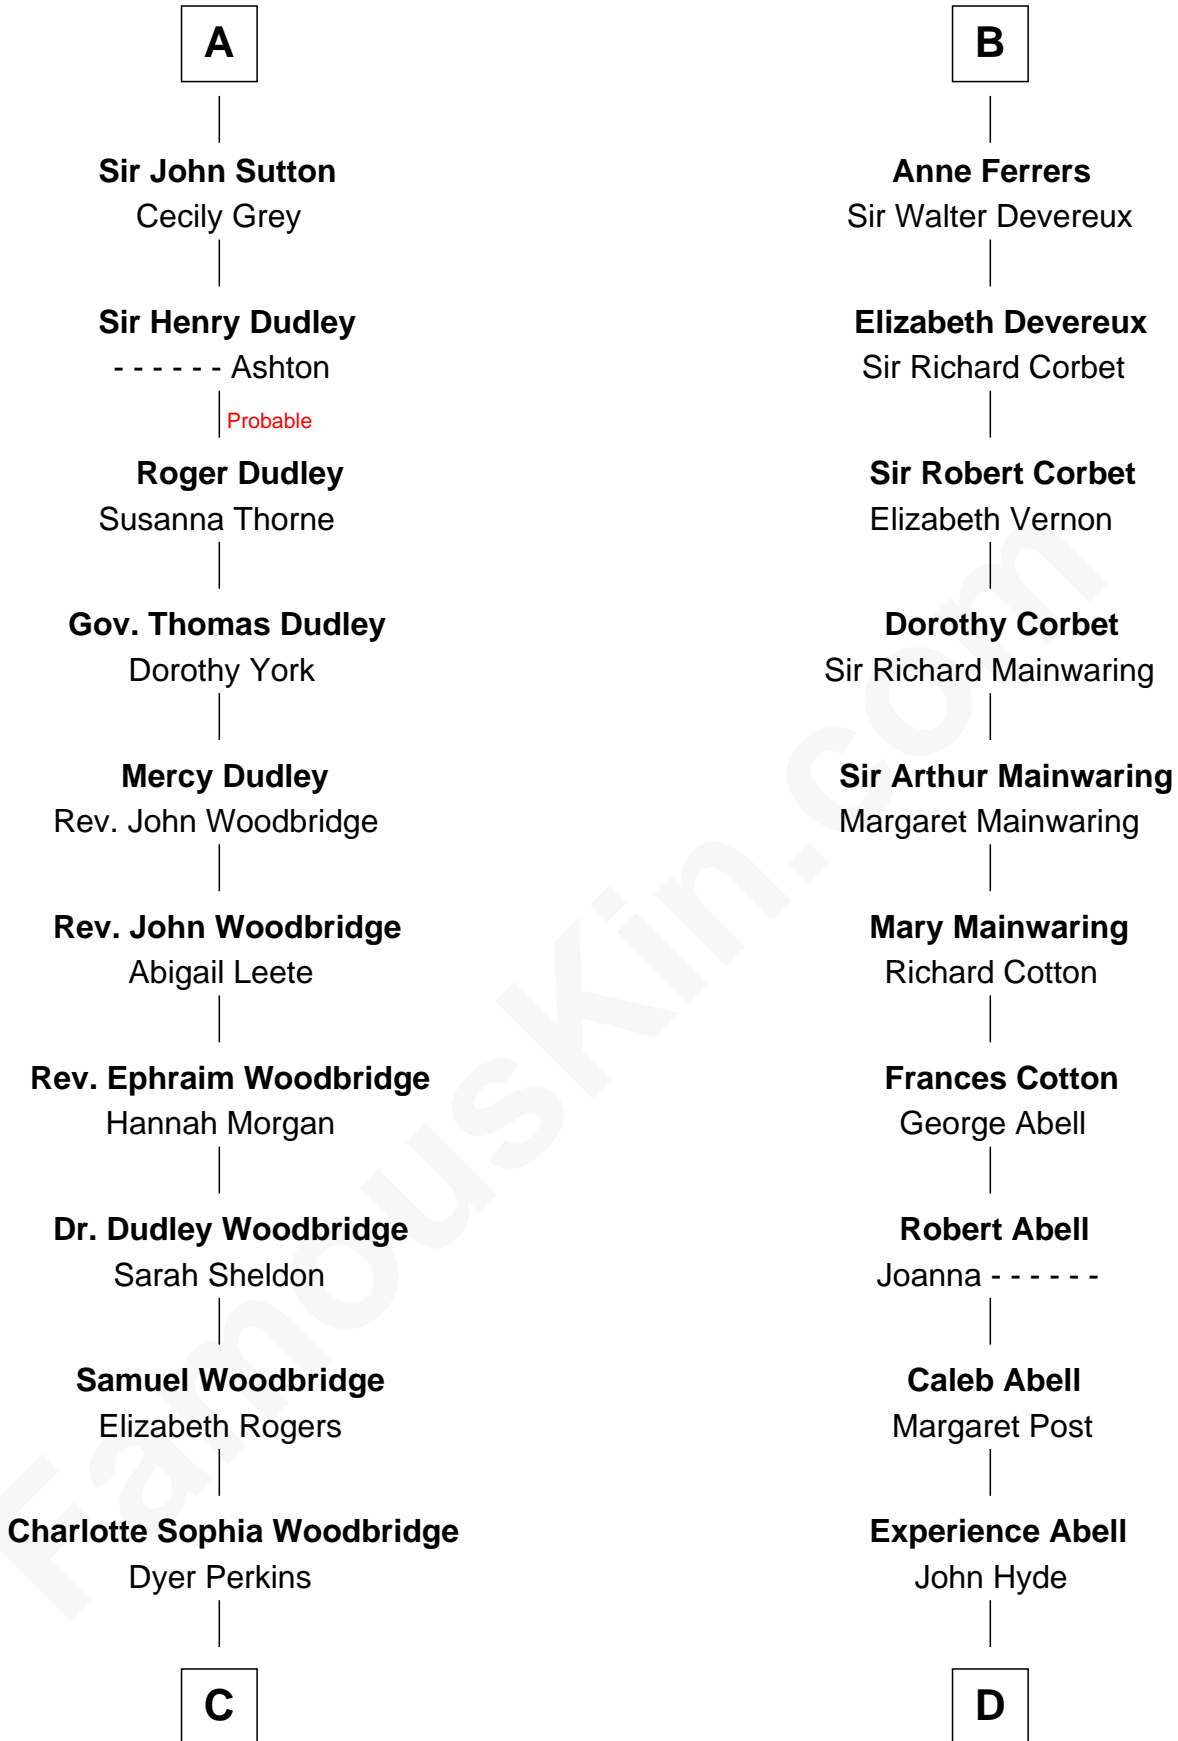 A
Sir John Sutton
Cecily Grey
Sir Henry Dudley
- - - - - - Ashton
Probable
Roger Dudley
Susanna Thorne
Gov. Thomas Dudley
Dorothy York
Mercy Dudley
Rev. John Woodbridge
Rev. John Woodbridge
Abigail Leete
Rev. Ephraim Woodbridge
Hannah Morgan
Dr. Dudley Woodbridge
Sarah Sheldon
Samuel Woodbridge
Elizabeth Rogers
Charlotte Sophia Woodbridge
Dyer Perkins
C
B
Anne Ferrers
Sir Walter Devereux
Elizabeth Devereux
Sir Richard Corbet
Sir Robert Corbet
Elizabeth Vernon
Dorothy Corbet
Sir Richard Mainwaring
Sir Arthur Mainwaring
Margaret Mainwaring
Mary Mainwaring
Richard Cotton
Frances Cotton
George Abell
Robert Abell
Joanna - - - - - -
Caleb Abell
Margaret Post
Experience Abell
John Hyde
D
FamousKin.com